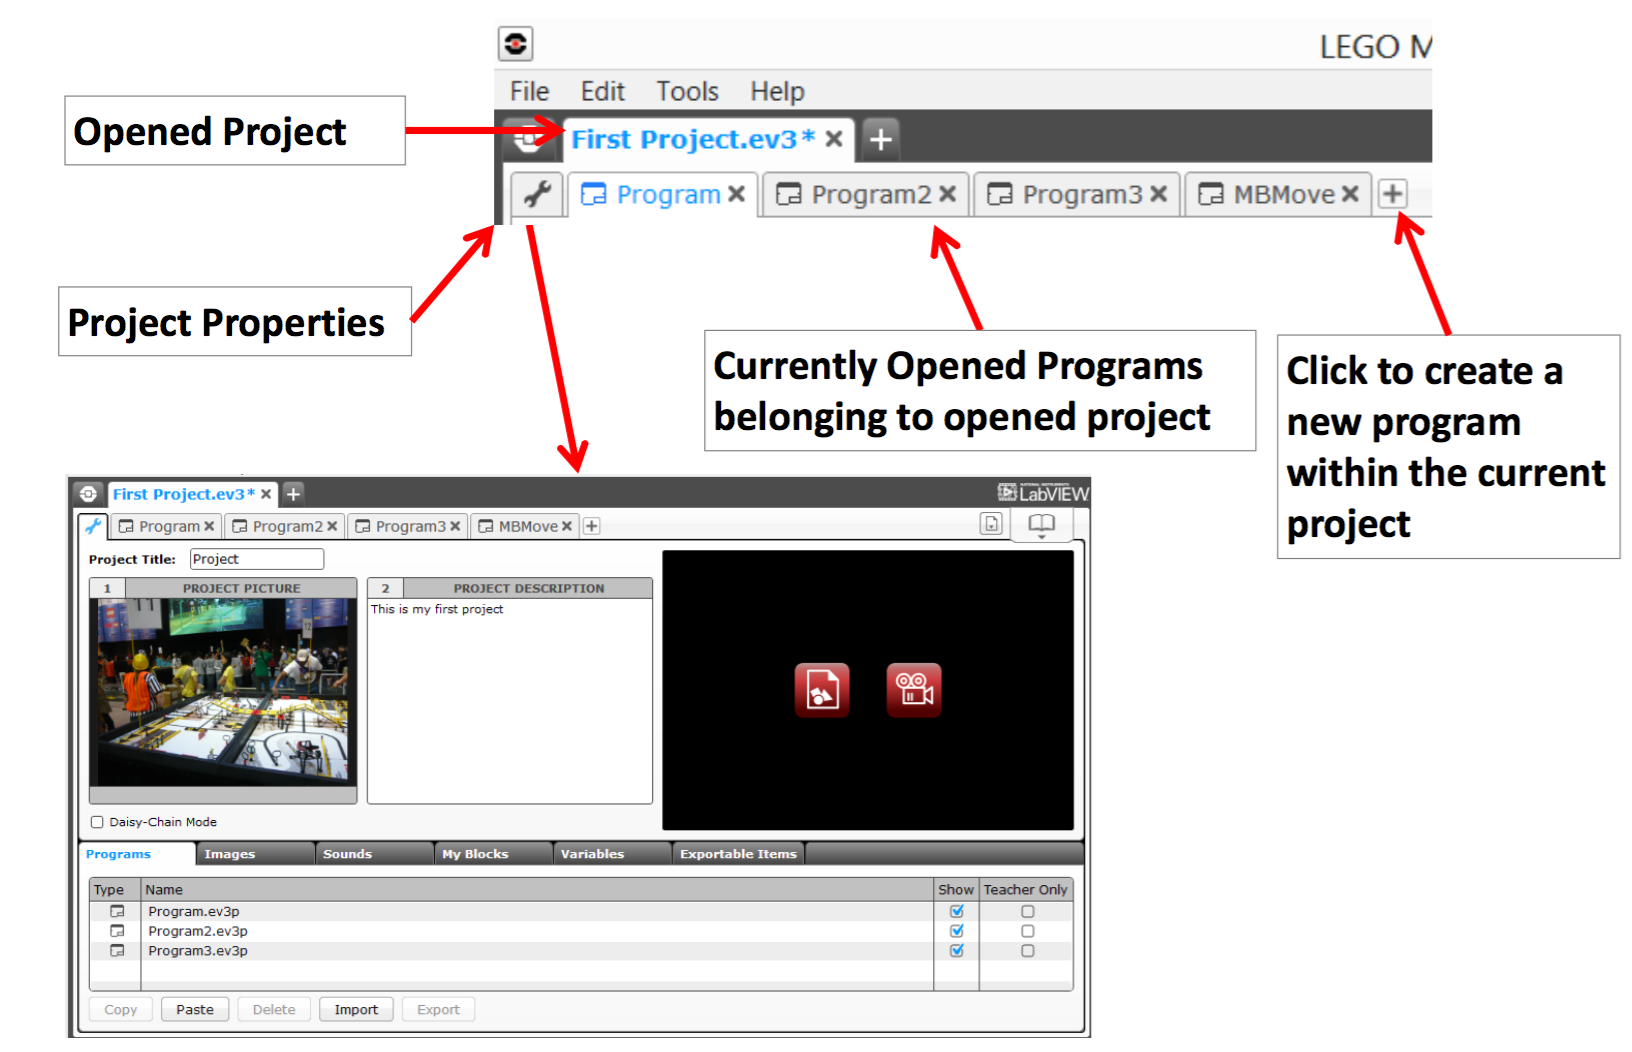 LEGO M
File Edit Tools Help
Opened Project
First Project.ev3*
Program Program2 Program3 MBMove
Project Properties
Currently Opened Programs
belonging to opened project
Click to create a
new program
within the current
project
First Project.ev3*
NATIONAL INSTRUMENTS
LabVIEW
Program Program2 Program3 MBMove
Project Title: Project
1 PROJECT PICTURE
2 PROJECT DESCRIPTION
11
12
This is my first project
Daisy-Chain Mode
Programs Images Sounds My Blocks Variables Exportable Items
Type Name Show Teacher Only
Program.ev3p
Program2.ev3p
Program3.ev3p
Copy Paste Delete Import Export